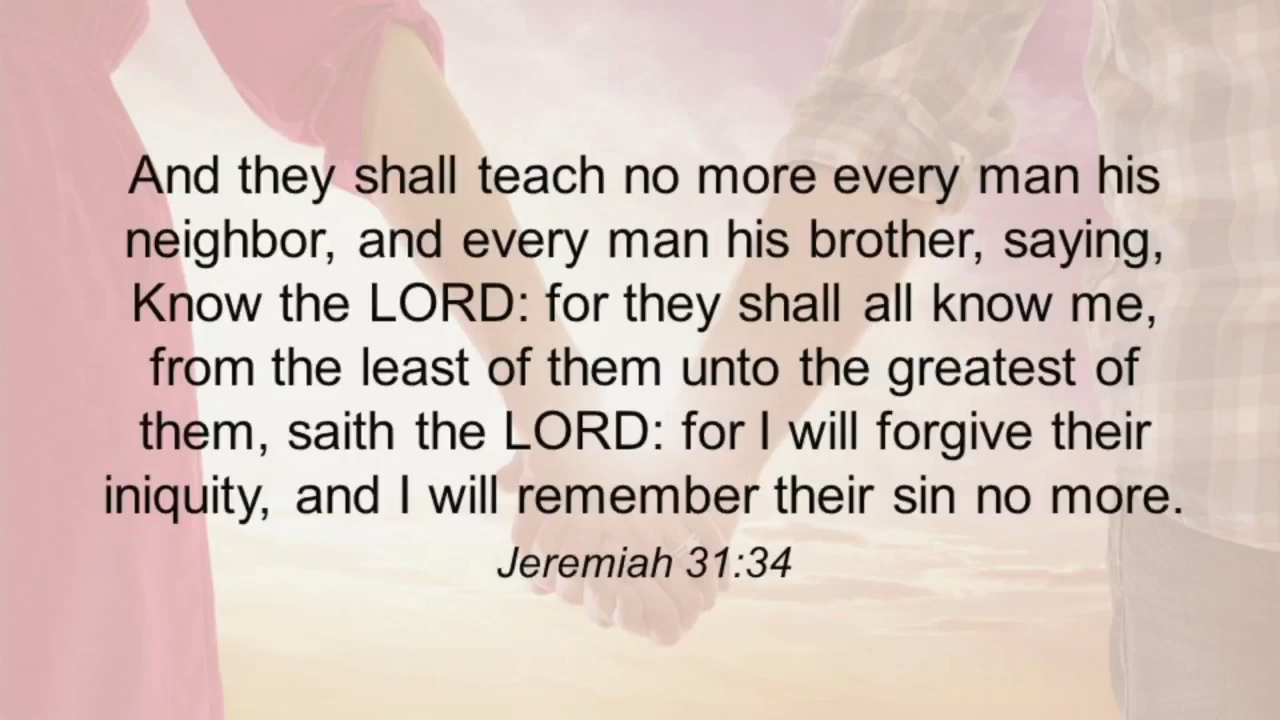 And they shall teach no more every man his
neighbor, and every man his brother, saying,
Know the LORD: for they shall all know me,
from the least of them unto the greatest of
them, saith the LORD: for I will forgive their
iniquity, and I will remember their sin no more.
Jeremiah 31:34